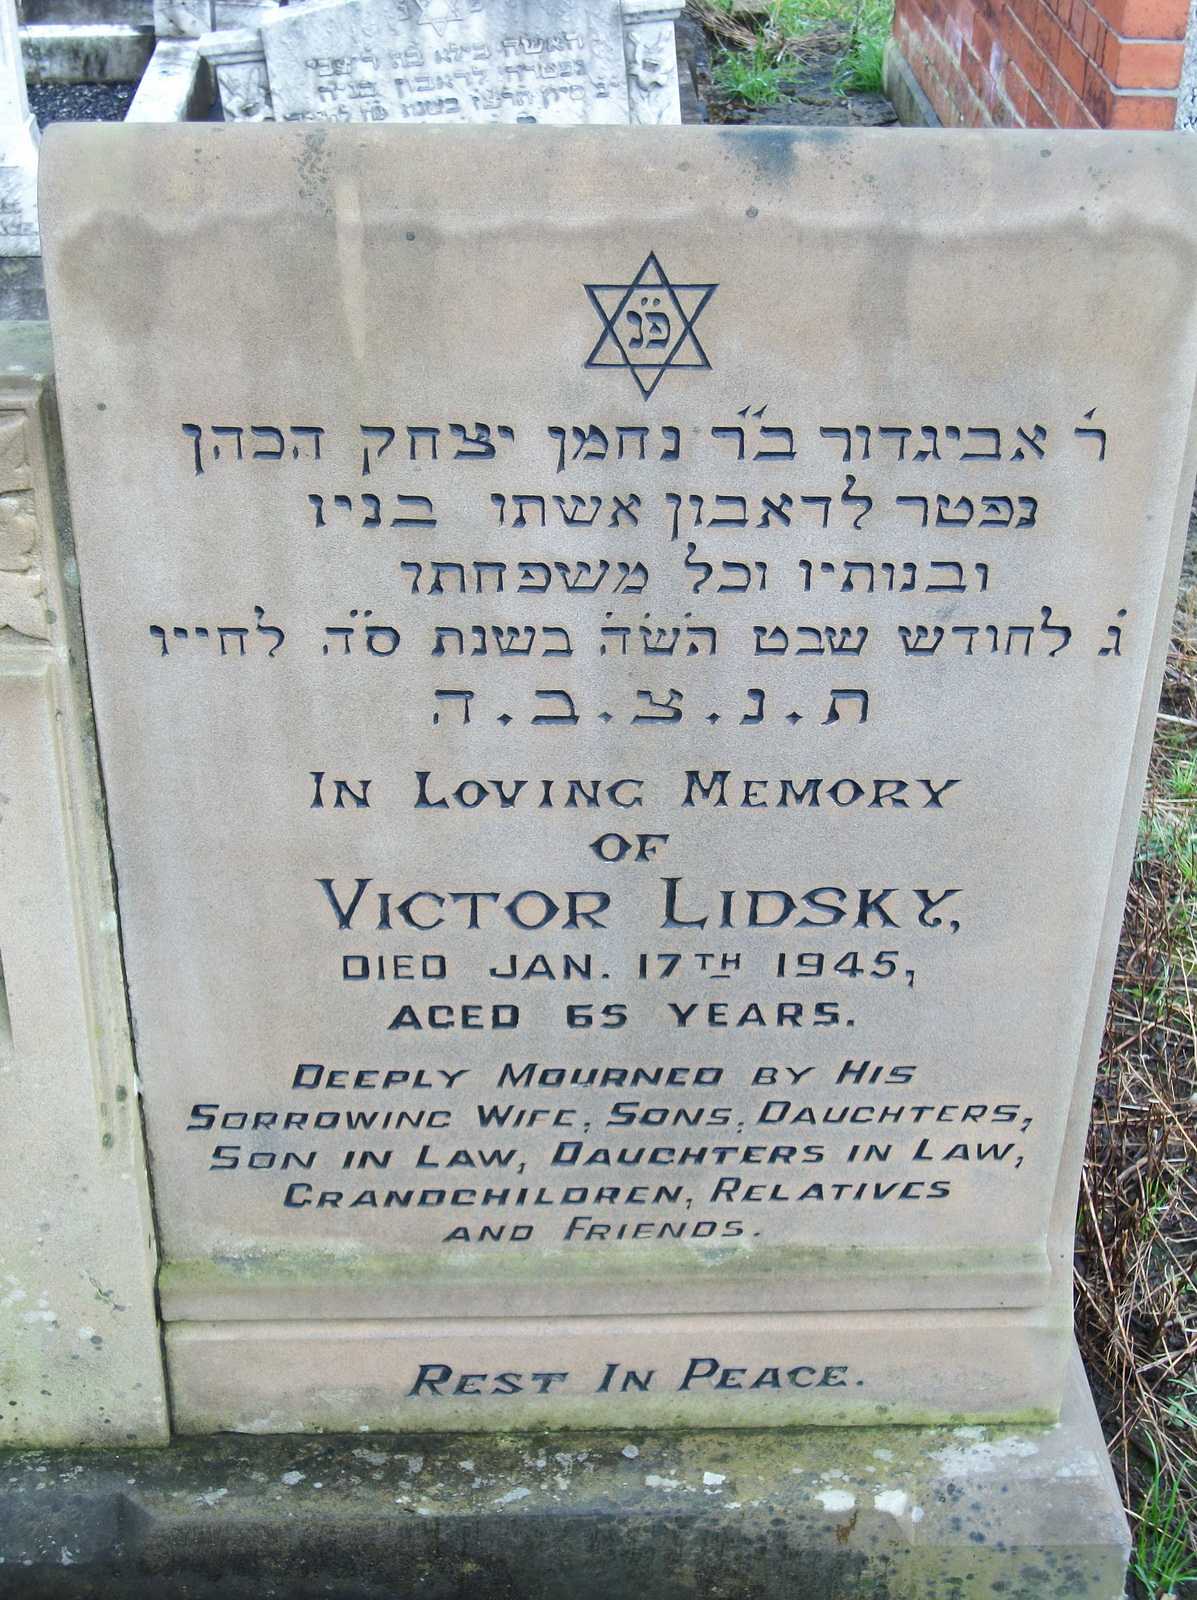 האשה
פ״נ
ר׳ אביגדור ב״ר נחמן יצחק הכהן
נפטר לדאבון אשתו בניו
ובנותיו וכל משפחתו
ג׳ לחודש שבט הׄשׄהׄ בשנת ס״ה לחייו
ת.נ.צ.ב.ה
IN LOVING MEMORY
OF
VICTOR LIDSKY,
DIED JAN. 17TH 1945,
AGED 65 YEARS.
DEEPLY MOURNED BY HIS
SORROWING WIFE, SONS, DAUGHTERS,
SON IN LAW, DAUGHTERS IN LAW,
GRANDCHILDREN, RELATIVES
AND FRIENDS.
REST IN PEACE.